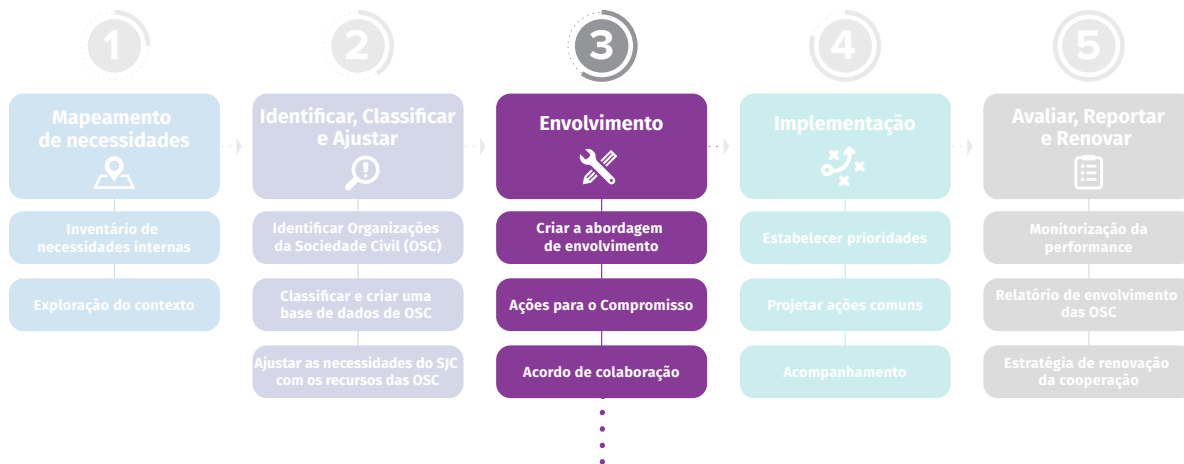 1
Mapeamento
de necessidades
Inventário de
necessidades internas
Exploração do contexto
2
Identificar, Classificar
e Ajustar
Identificar Organizações
da Sociedade Civil (OSC)
Classificar e criar uma
base de dados de OSC
Ajustar as necessidades do SJC
com os recursos das OSC
3
Envolvimento
Criar a abordagem
de envolvimento
Ações para o Compromisso
Acordo de colaboração
4
Implementação
Estabelecer prioridades
Projetar ações comuns
Acompanhamento
5
Avaliar, Reportar
e Renovar
Monitorização da
performance
Relatório de envolvimento
das OSC
Estratégia de renovação
da cooperação